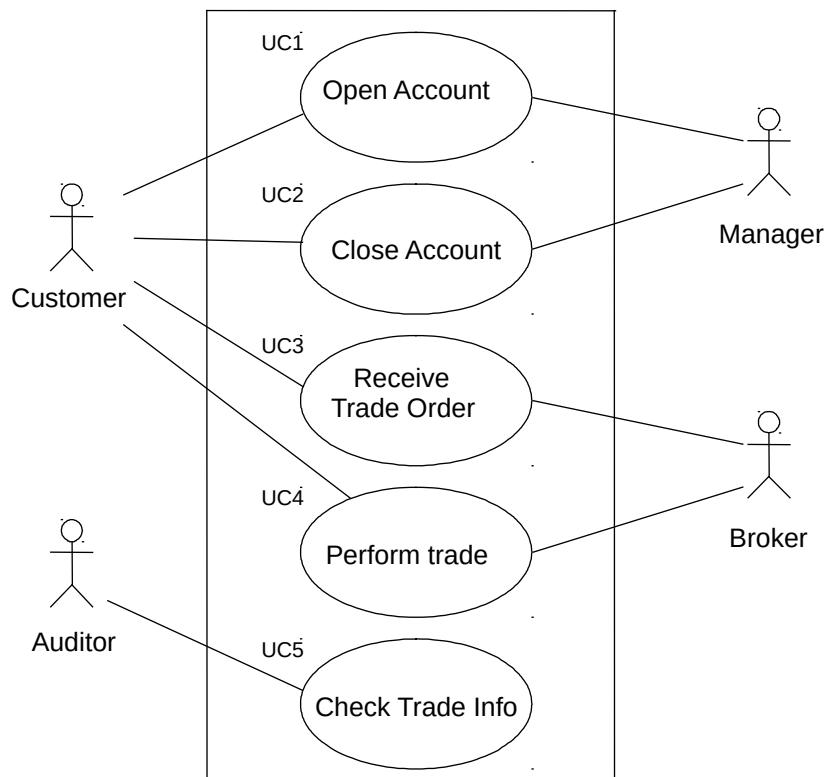 UC1
Open Account
UC2
Close Account
Manager
Customer
UC3
Receive
Trade Order
UC4
Perform trade
Broker
Auditor
UC5
Check Trade Info